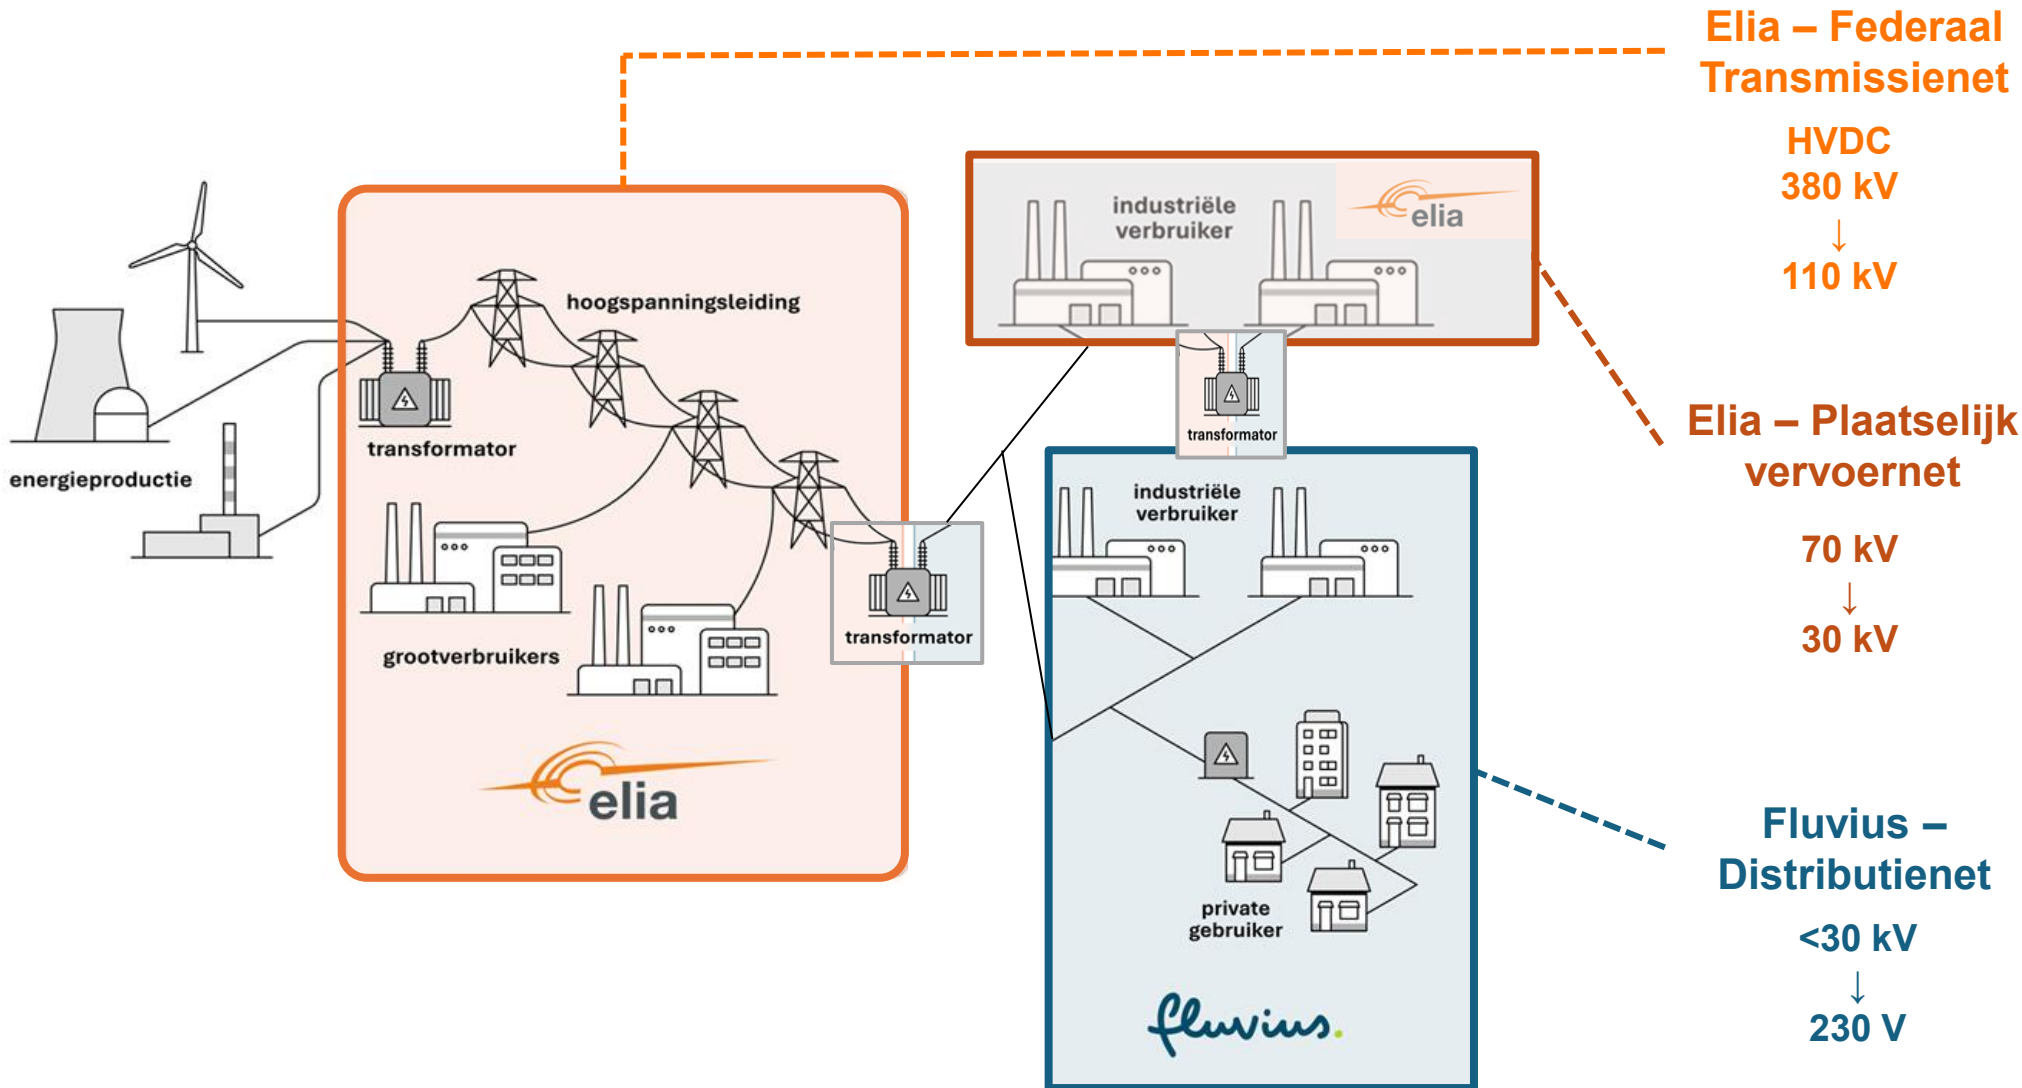 Elia – Federaal
Transmissienet
HVDC
380 kV
↓
110 kV
industriële
verbruiker
elia
hoogspanningsleiding
transformator
energieproductie
grootverbruikers
transformator
elia
transformator
Elia – Plaatselijk
vervoernet
70 kV
↓
30 kV
industriële
verbruiker
private
gebruiker
fluvius.
Fluvius –
Distributienet
<30 kV
↓
230 V